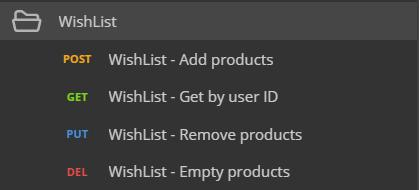 WishList
POST WishList - Add products
GET WishList - Get by user ID
PUT WishList - Remove products
DEL WishList - Empty products